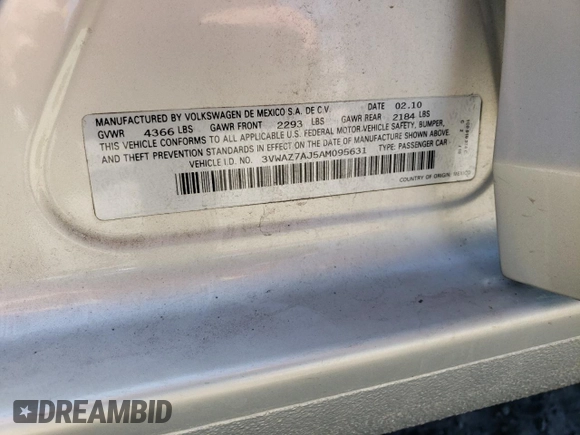 MANUFACTURED BY VOLKSWAGEN DE MEXICO S.A. DE C.V. DATE 02.10
GVWR 4366 LBS GAWR FRONT 2293 LBS GAWR REAR 2184 LBS
THIS VEHICLE CONFORMS TO ALL APPLICABLE U.S. FEDERAL MOTOR VEHICLE SAFETY, BUMPER,
AND THEFT PREVENTION STANDARDS IN EFFECT ON THE DATE OF MANUFACTURE SHOWN ABOVE
VEHICLE I.D. NO. 3VWAZ7AJ5AM095631 TYPE: PASSENGER CAR
COUNTRY OF ORIGIN
DREAMBID